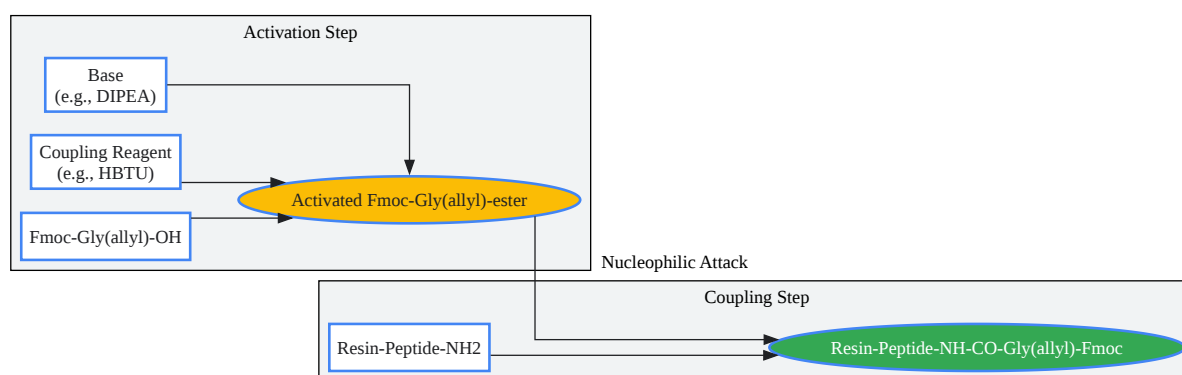 Activation Step
Base
(e.g., DIPEA)
Coupling Reagent
(e.g., HBTU)
Activated Fmoc-Gly(allyl)-ester
Fmoc-Gly(allyl)-OH
Nucleophilic Attack
Coupling Step
Resin-Peptide-NH2
Resin-Peptide-NH-CO-Gly(allyl)-Fmoc